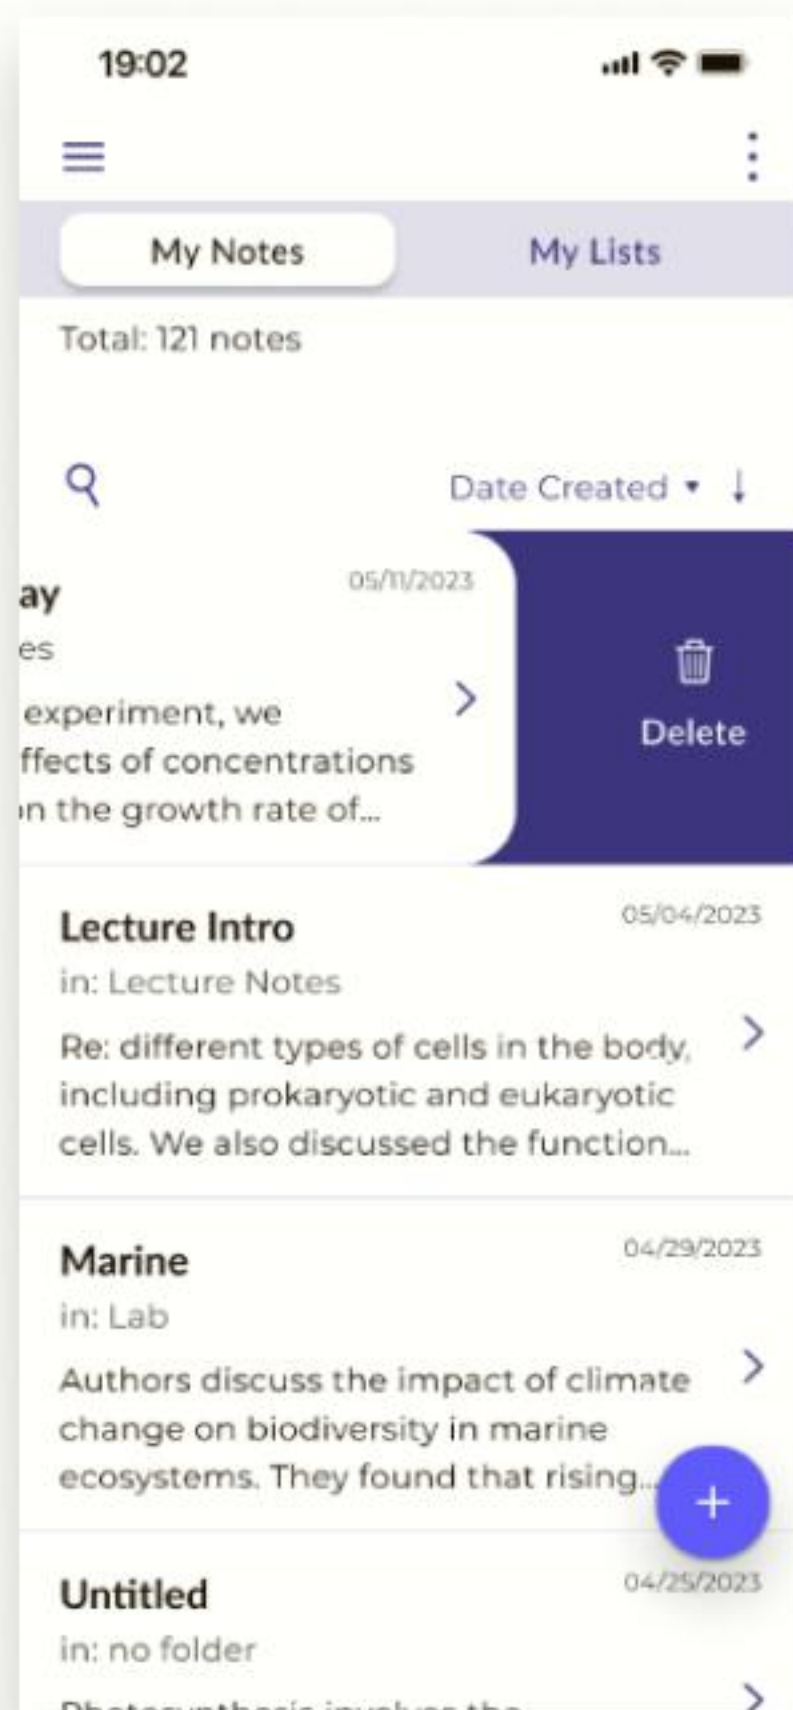 19:02
My Notes My Lists
Total: 121 notes
Date Created
05/11/2023
ay
es
experiment, we
ffects of concentrations
n the growth rate of...
Delete
Lecture Intro 05/04/2023
in: Lecture Notes
Re: different types of cells in the body,
including prokaryotic and eukaryotic
cells. We also discussed the function...
Marine 04/29/2023
in: Lab
Authors discuss the impact of climate
change on biodiversity in marine
ecosystems. They found that rising...
Untitled 04/25/2023
in: no folder
Photosynthesis involves the